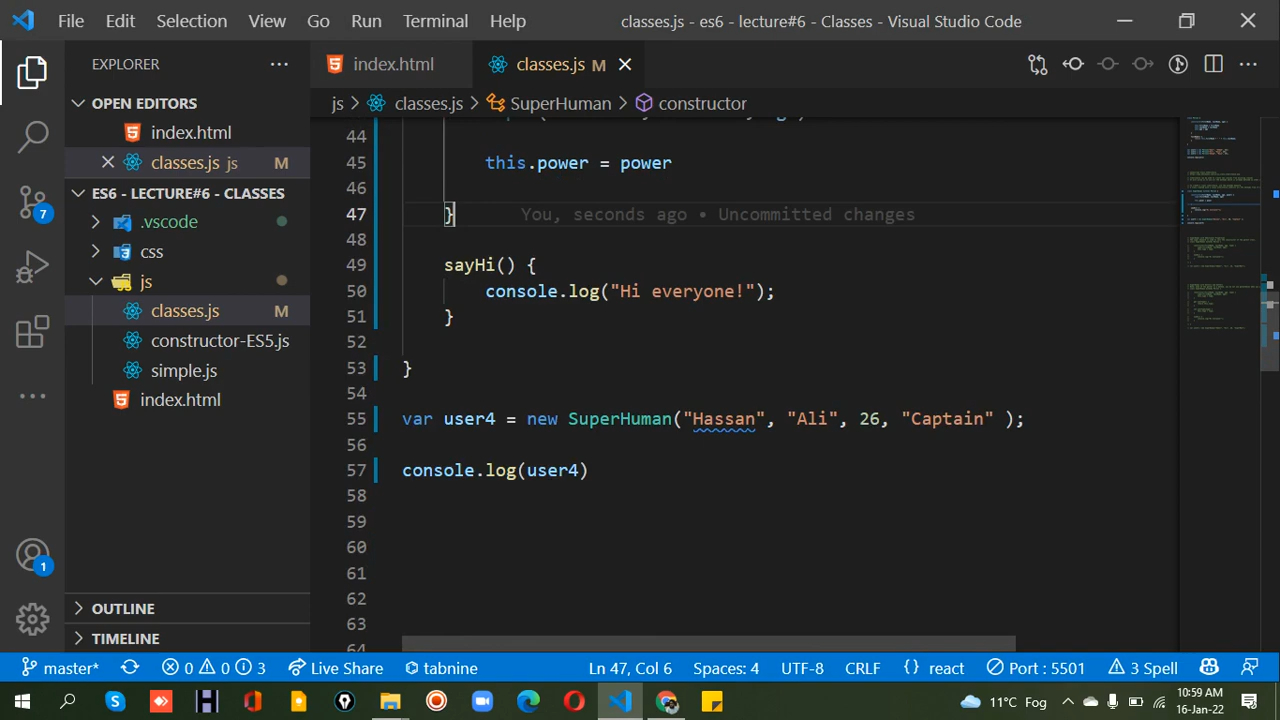 File Edit Selection View Go Run Terminal Help classes.js - es6 - lecture#6 - Classes - Visual Studio Code
EXPLORER
OPEN EDITORS
index.html
classes.js js M
ES6 - LECTURE#6 - CLASSES
.vscode
css
js
classes.js M
constructor-ES5.js
simple.js
index.html
OUTLINE
TIMELINE
7
1
index.html classes.js M
js > classes.js > SuperHuman > constructor
44
45 this.power = power
46
47 } You, seconds ago • Uncommitted changes
48
49 sayHi() {
50 console.log("Hi everyone!");
51 }
52
53 }
54
55 var user4 = new SuperHuman("Hassan", "Ali", 26, "Captain" );
56
57 console.log(user4)
58
59
60
61
62
63
64
master* 0 0 3 Live Share tabnine Ln 47, Col 6 Spaces: 4 UTF-8 CRLF {} react Port : 5501 3 Spell
11°C Fog 10:59 AM
16-Jan-22